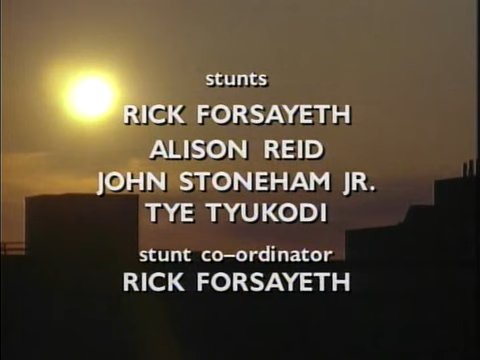 stunts
RICK FORSAYETH
ALISON REID
JOHN STONEHAM JR.
TYE TYUKODI
stunt co–ordinator
RICK FORSAYETH